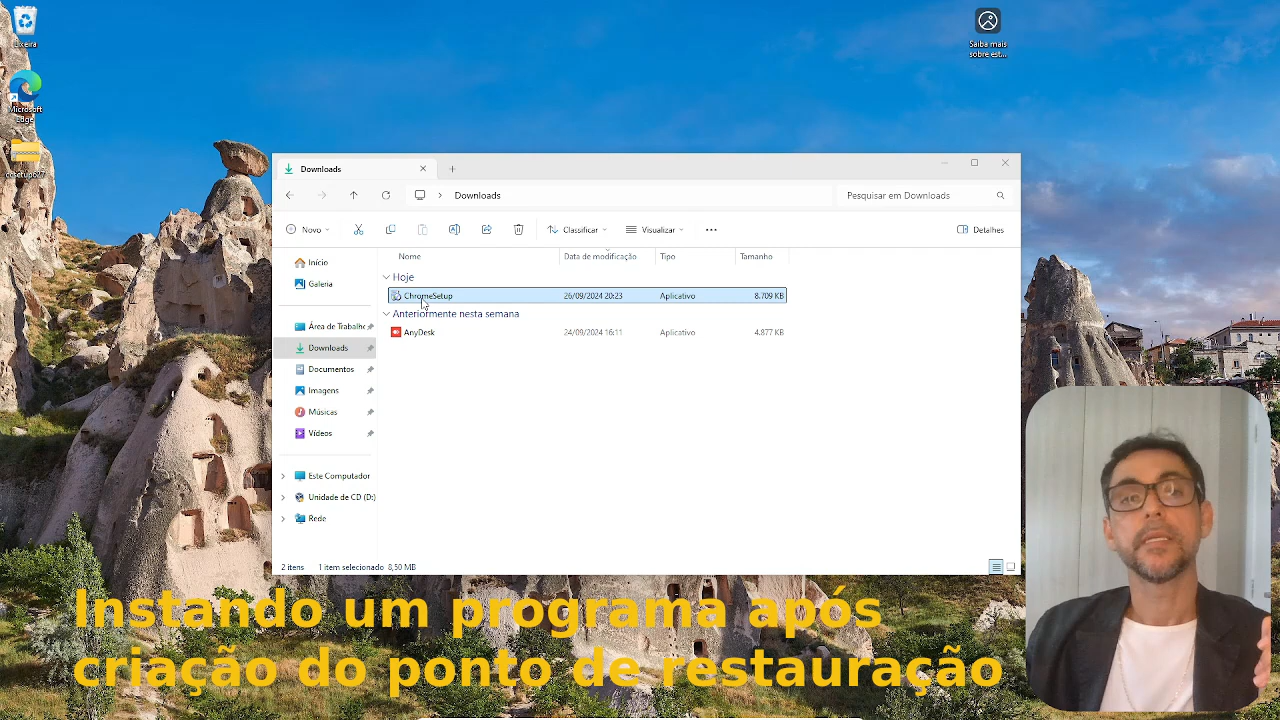 Lixeira
Microsoft
Edge
Saiba mais
sobre est...
Downloads
Downloads
Pesquisar em Downloads
Novo
Classificar
Visualizar
Detalhes
Nome
Data de modificação
Tipo
Tamanho
Início
Galeria
Área de Trabalho
Downloads
Documentos
Imagens
Músicas
Vídeos
Este Computador
Unidade de CD (D:)
Rede
Hoje
ChromeSetup 26/09/2024 20:23 Aplicativo 8.709 KB
Anteriormente nesta semana
AnyDesk 24/09/2024 16:11 Aplicativo 4.877 KB
2 itens 1 item selecionado 8,50 MB
Instando um programa após
criação do ponto de restauração